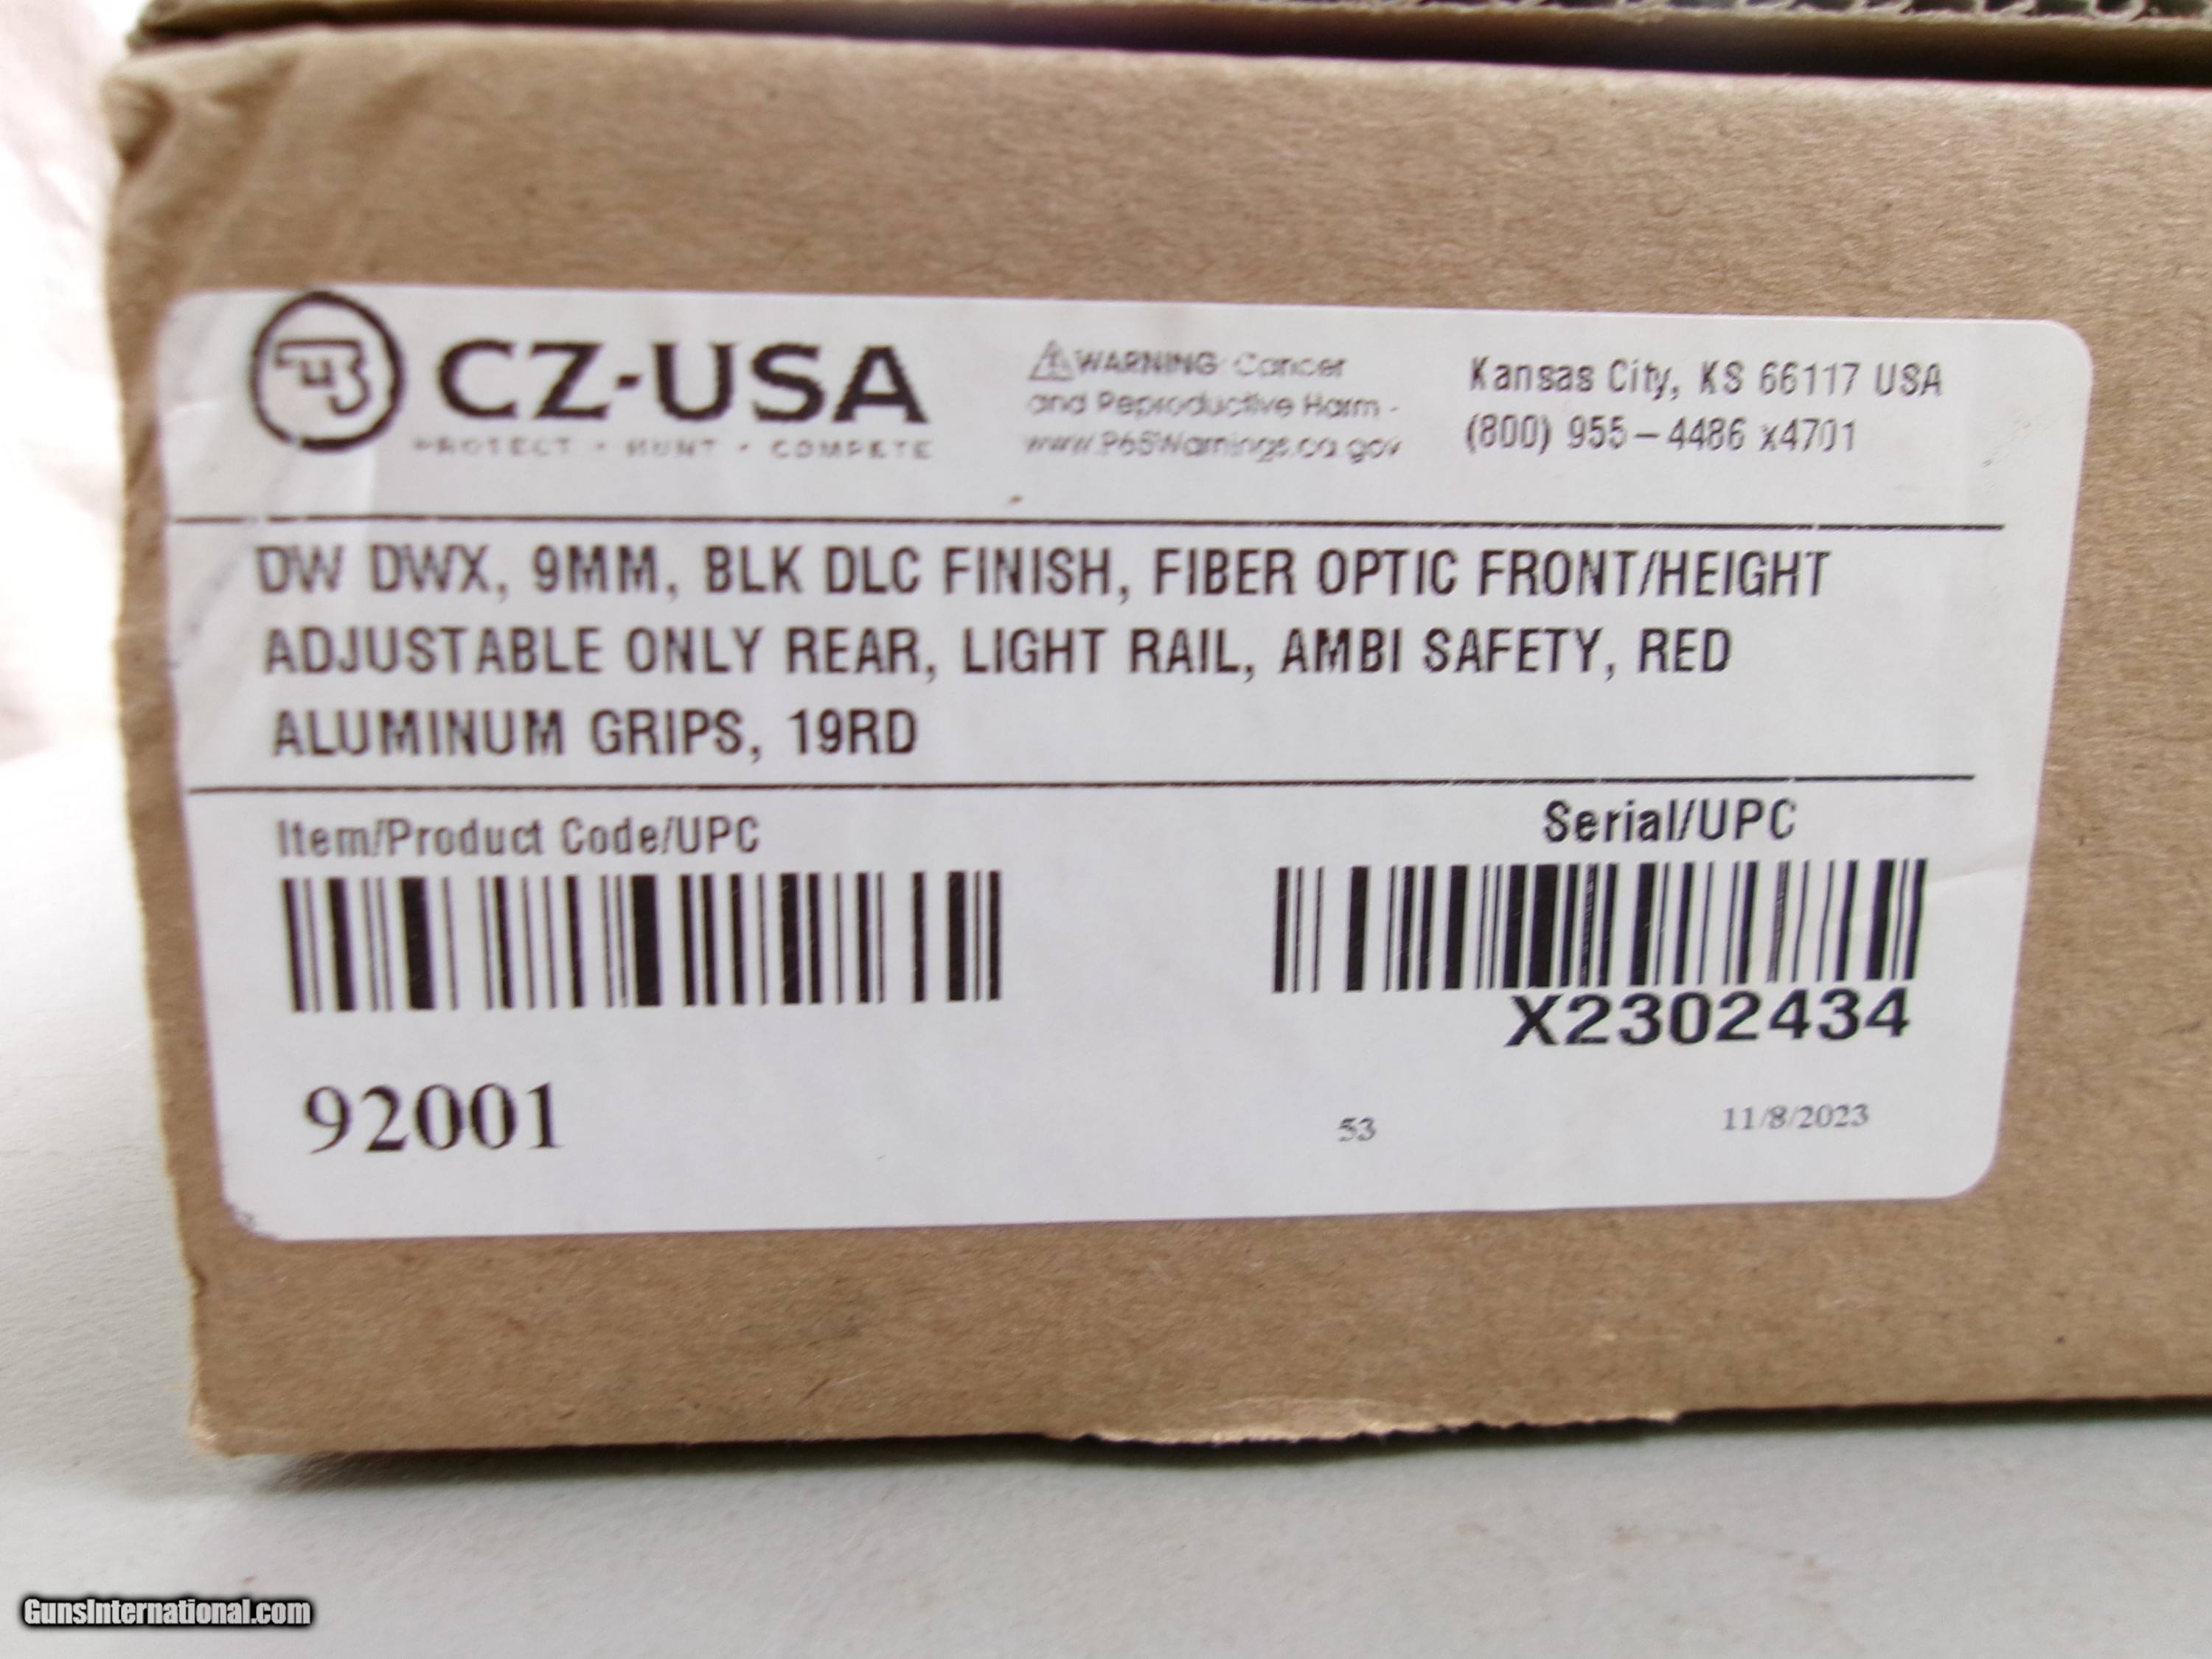 CZ-USA
PROTECT · HUNT · COMPETE
WARNING: Cancer
and Reproductive Harm -
www.P65Warnings.ca.gov
Kansas City, KS 66117 USA
(800) 955-4486 x4701
DW DWX, 9MM, BLK DLC FINISH, FIBER OPTIC FRONT/HEIGHT
ADJUSTABLE ONLY REAR, LIGHT RAIL, AMBI SAFETY, RED
ALUMINUM GRIPS, 19RD
Item/Product Code/UPC
92001
Serial/UPC
X2302434
53
11/8/2023
GunsInternational.com